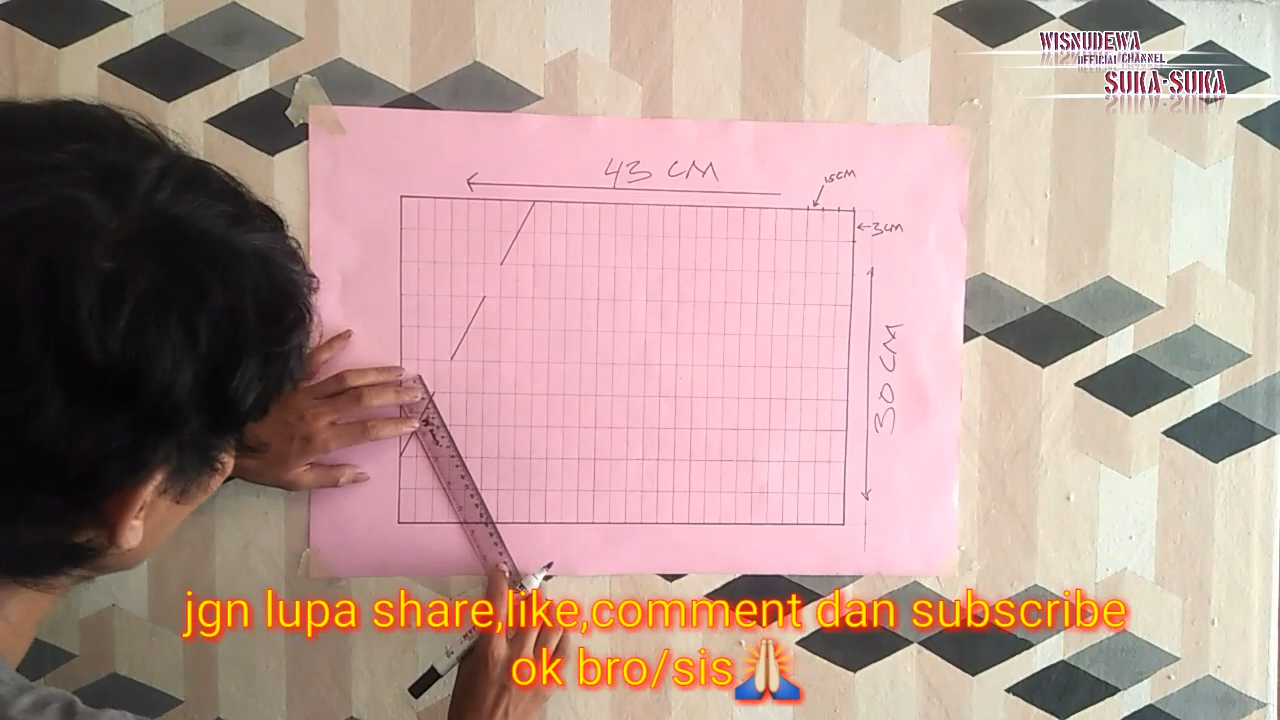 WISNUDEWA
OFFICIAL CHANNEL
SUKA-SUKA
43 CM
1.5CM
←3CM
30 CM
jgn lupa share,like,comment dan subscribe
ok bro/sis🙏